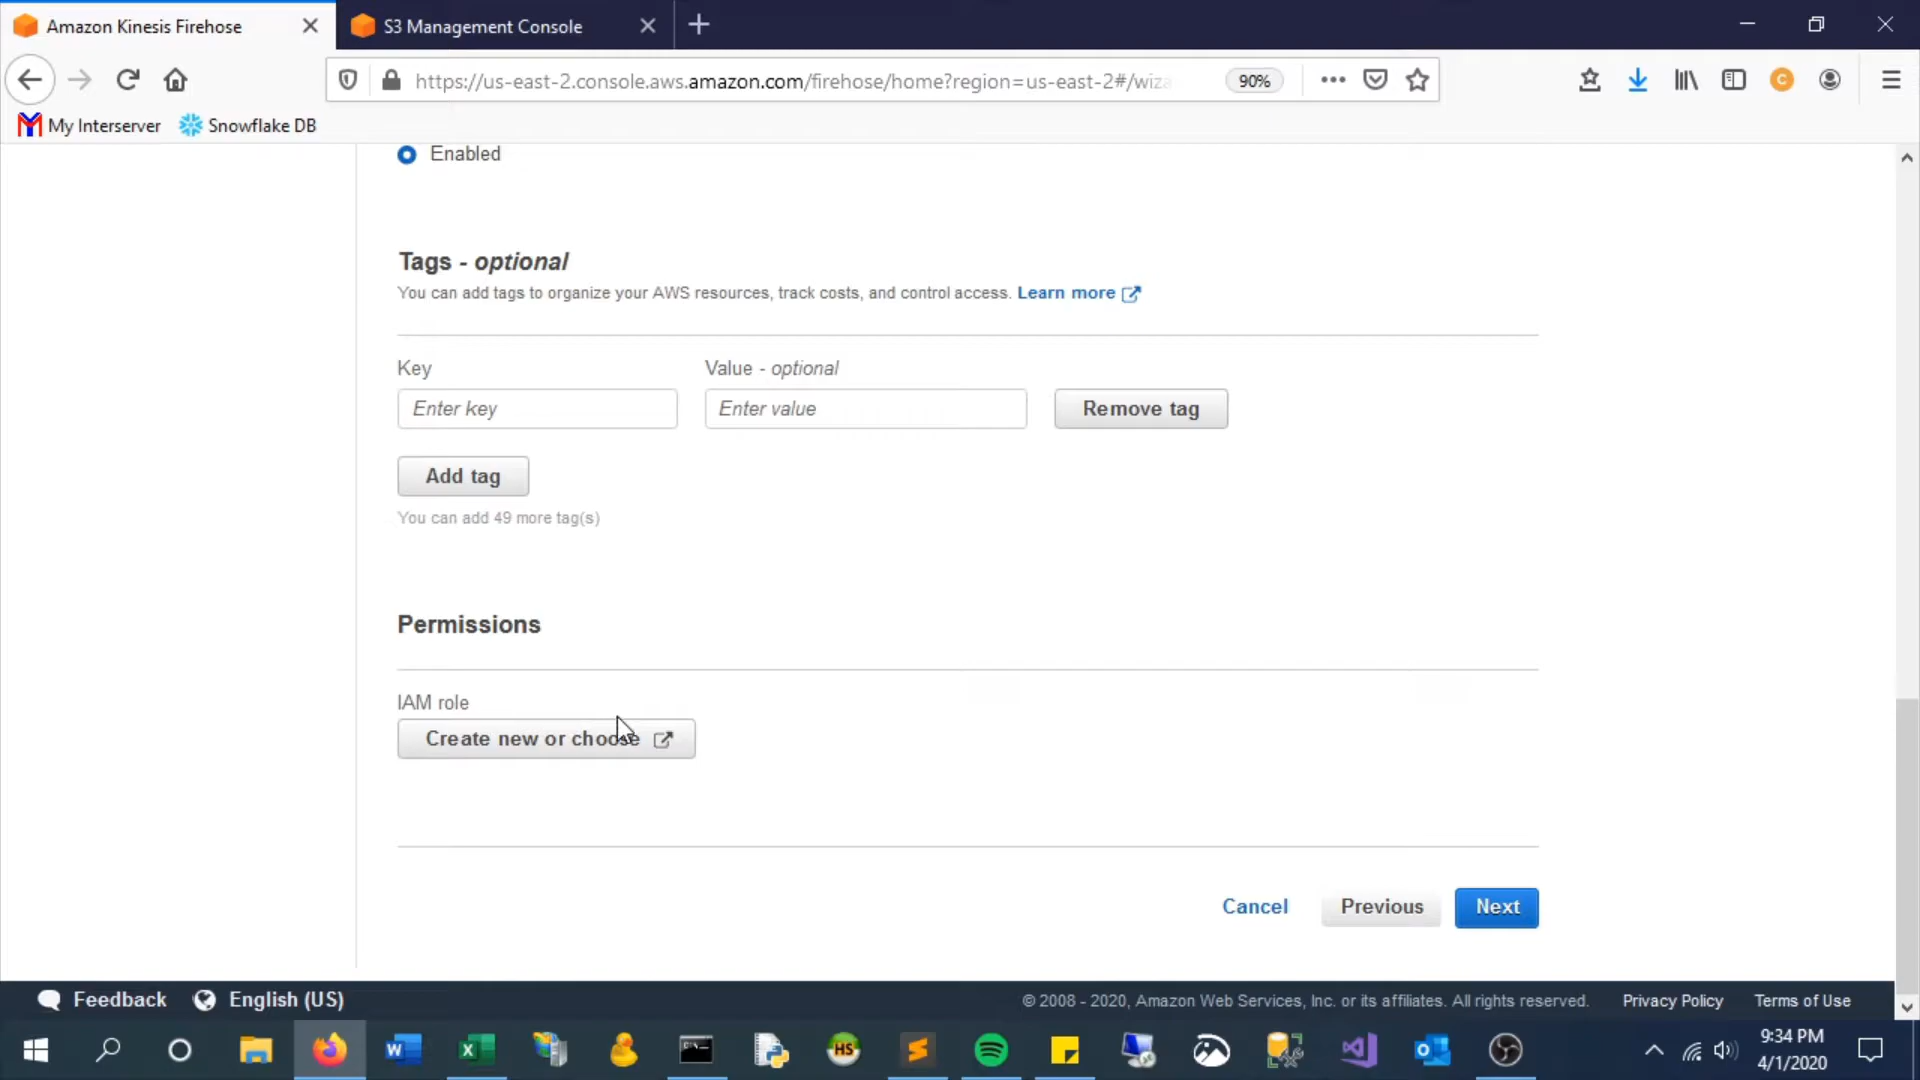 Amazon Kinesis Firehose
S3 Management Console
https://us-east-2.console.aws.amazon.com/firehose/home?region=us-east-2#/wiza
90%
My Interserver
Snowflake DB
Enabled
Tags - optional
You can add tags to organize your AWS resources, track costs, and control access. Learn more
Key
Value - optional
Enter key
Enter value
Remove tag
Add tag
You can add 49 more tag(s)
Permissions
IAM role
Create new or choose
Cancel
Previous
Next
Feedback
English (US)
© 2008 - 2020, Amazon Web Services, Inc. or its affiliates. All rights reserved.
Privacy Policy
Terms of Use
9:34 PM
4/1/2020